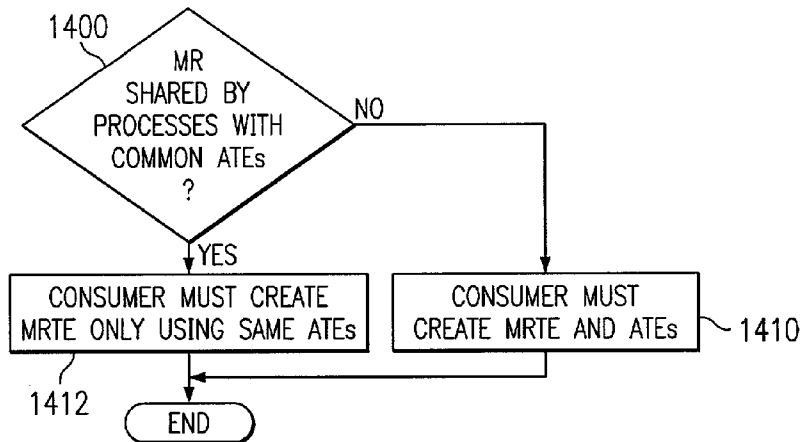 1400
MR
SHARED BY
PROCESSES WITH
COMMON ATEs
?
NO
YES
CONSUMER MUST CREATE
MRTE ONLY USING SAME ATEs
CONSUMER MUST
CREATE MRTE AND ATEs
1410
1412
END